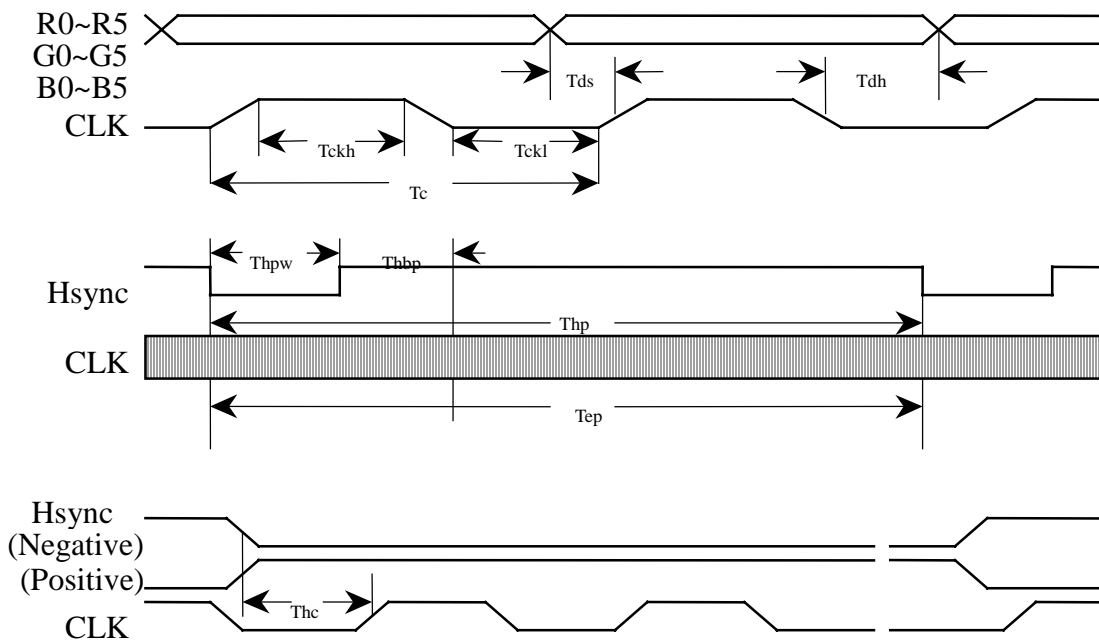 R0~R5
G0~G5
B0~B5
Tds
Tdh
CLK
Tckh
Tckl
Tc
Thpw
Thbp
Hsync
Thp
CLK
Tep
Hsync
(Negative)
(Positive)
Thc
CLK